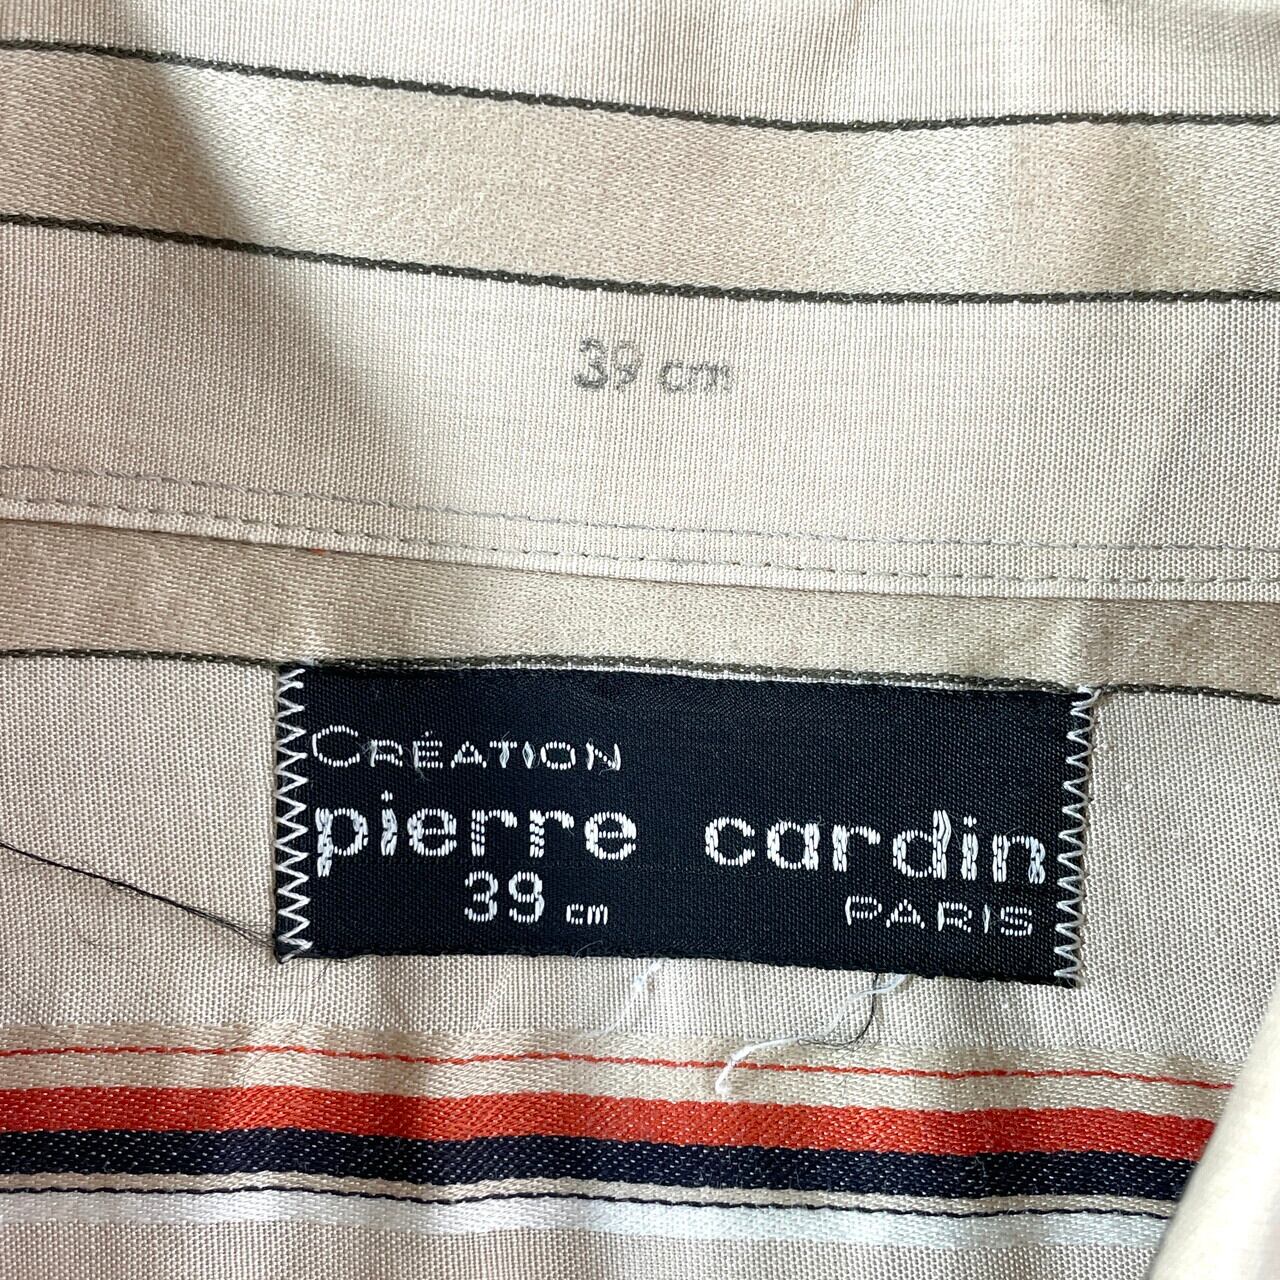 39 cm
CRÉATION
pierre cardin
39 cm
PARIS